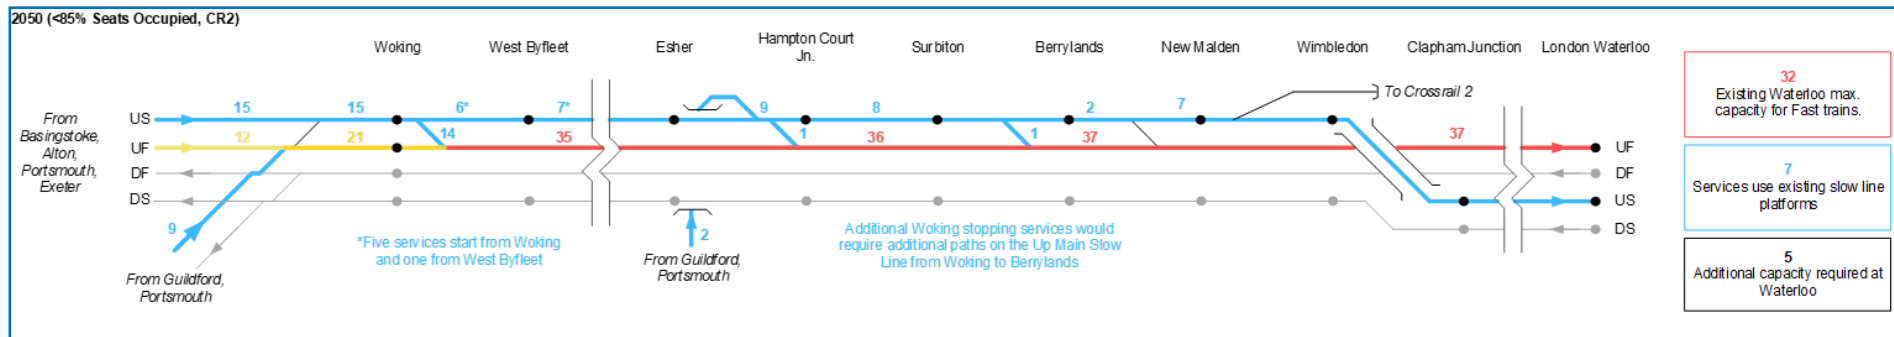 2050 (<85% Seats Occupied, CR2)
Woking
West Byfleet
Esher
Hampton Court
Jn.
Surbiton
Berrylands
New Malden
Wimbledon
Clapham Junction
London Waterloo
From
Basingstoke,
Alton,
Portsmouth,
Exeter
US
UF
DF
DS
15
15
6*
7*
9
8
2
7
To Crossrail 2
12
21
14
35
1
36
1
37
37
UF
DF
US
DS
9
From Guildford,
Portsmouth
*Five services start from Woking
and one from West Byfleet
2
From Guildford,
Portsmouth
Additional Woking stopping services would
require additional paths on the Up Main Slow
Line from Woking to Berrylands
32
Existing Waterloo max.
capacity for Fast trains.
7
Services use existing slow line
platforms
5
Additional capacity required at
Waterloo